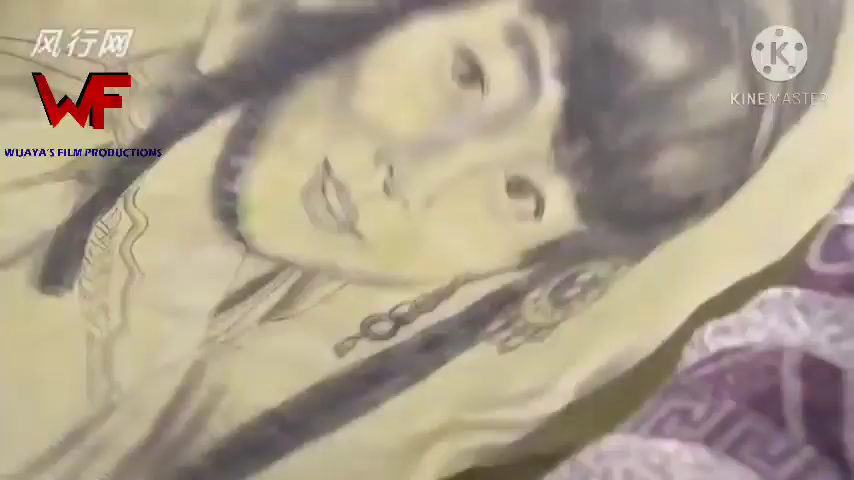 风行网
WF
WIJAYA'S FILM PRODUCTIONS
K
KINEMASTER